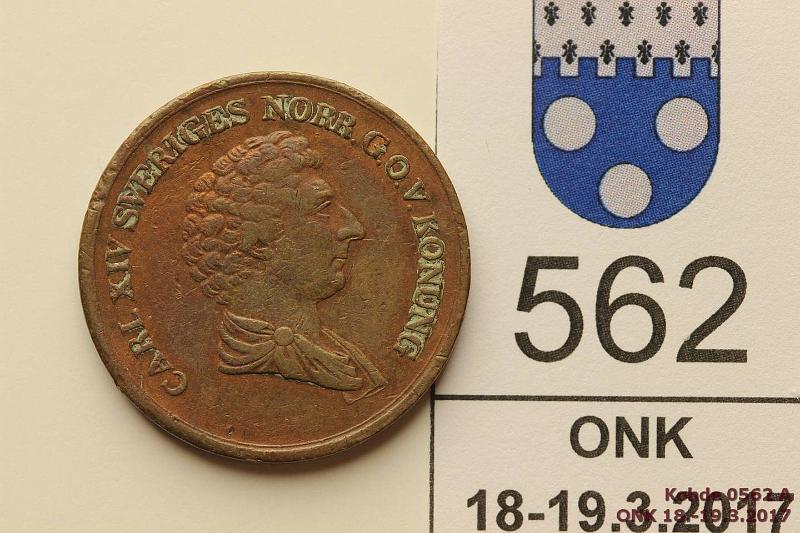 CARL XIV SVERIGES NORR. G. O. V. KONUNG
562
ONK
18-19.3.2017
Kohde 0562 A
ONK 18.-19.3.2017